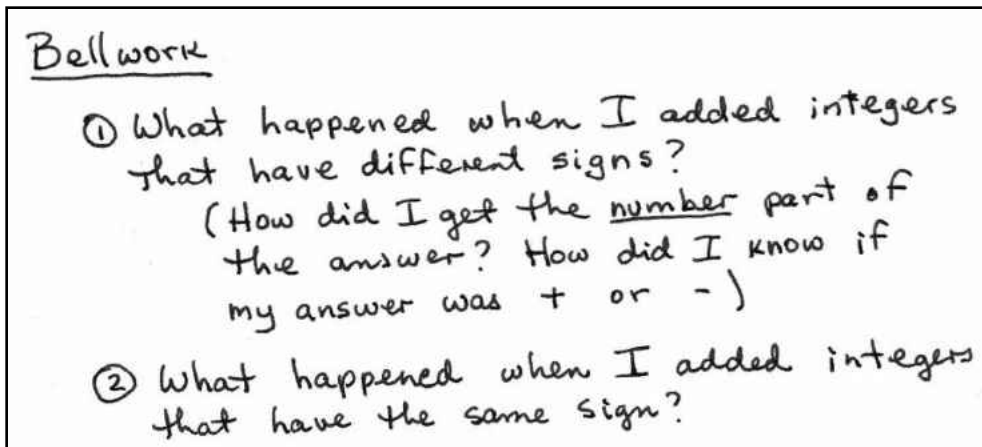 Bellwork
① What happened when I added integers
that have different signs?
(How did I get the number part of
the answer? How did I know if
my answer was + or -)
② What happened when I added integers
that have the same sign?